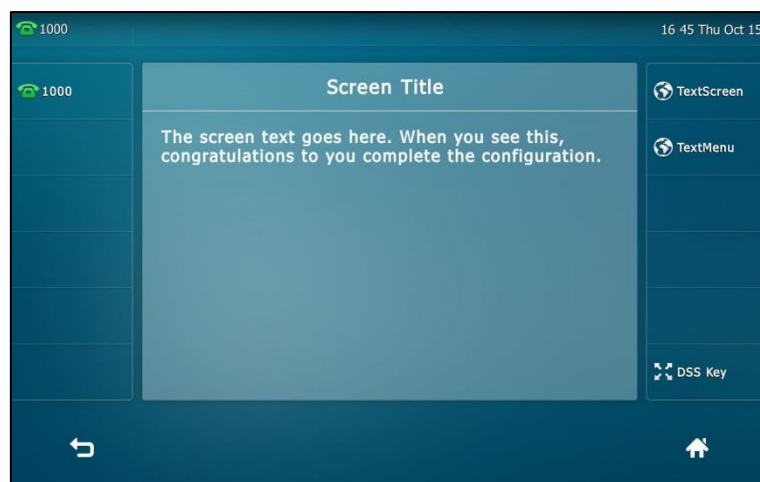 1000
16 45 Thu Oct 15
1000
Screen Title
TextScreen
The screen text goes here. When you see this,
congratulations to you complete the configuration.
TextMenu
DSS Key